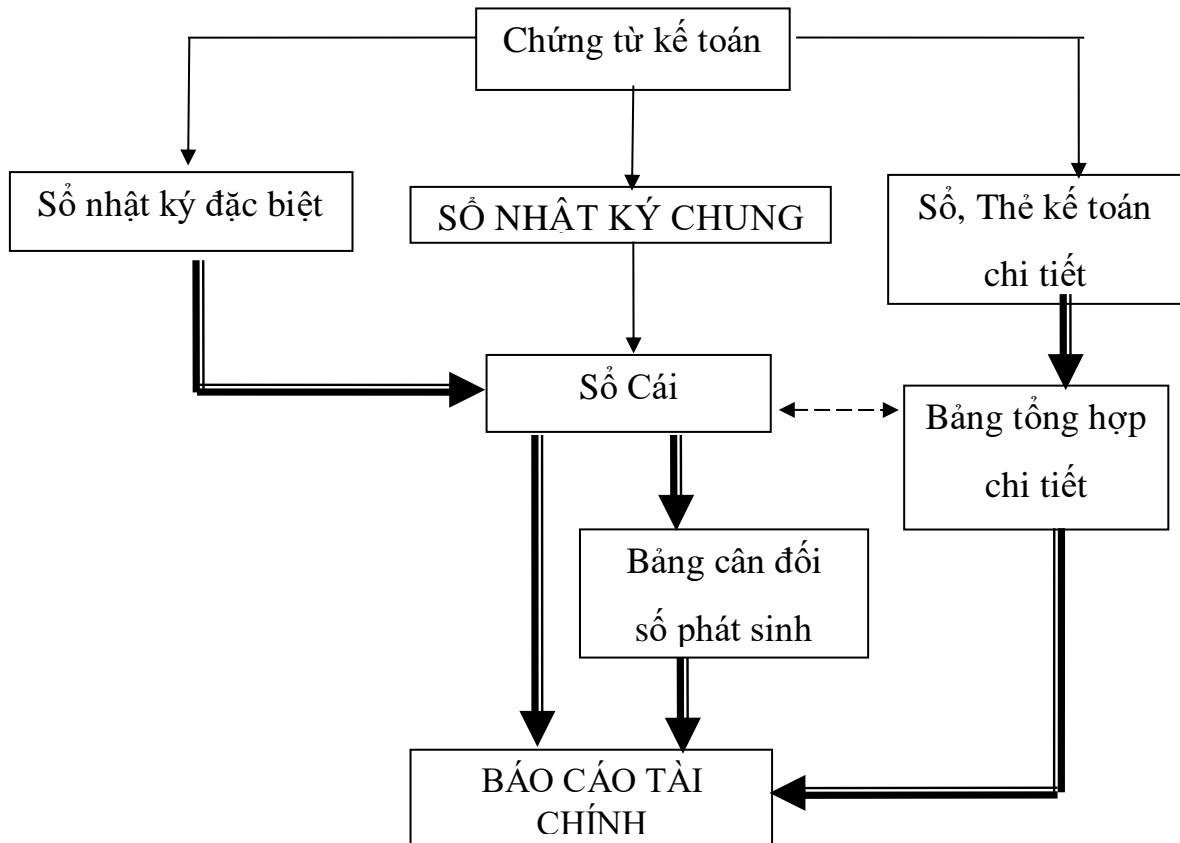 Chứng từ kế toán
Sổ nhật ký đặc biệt
SỔ NHẬT KÝ CHUNG
Sổ, Thẻ kế toán
chi tiết
Sổ Cái
Bảng tổng hợp
chi tiết
Bảng cân đối
số phát sinh
BÁO CÁO TÀI
CHÍNH